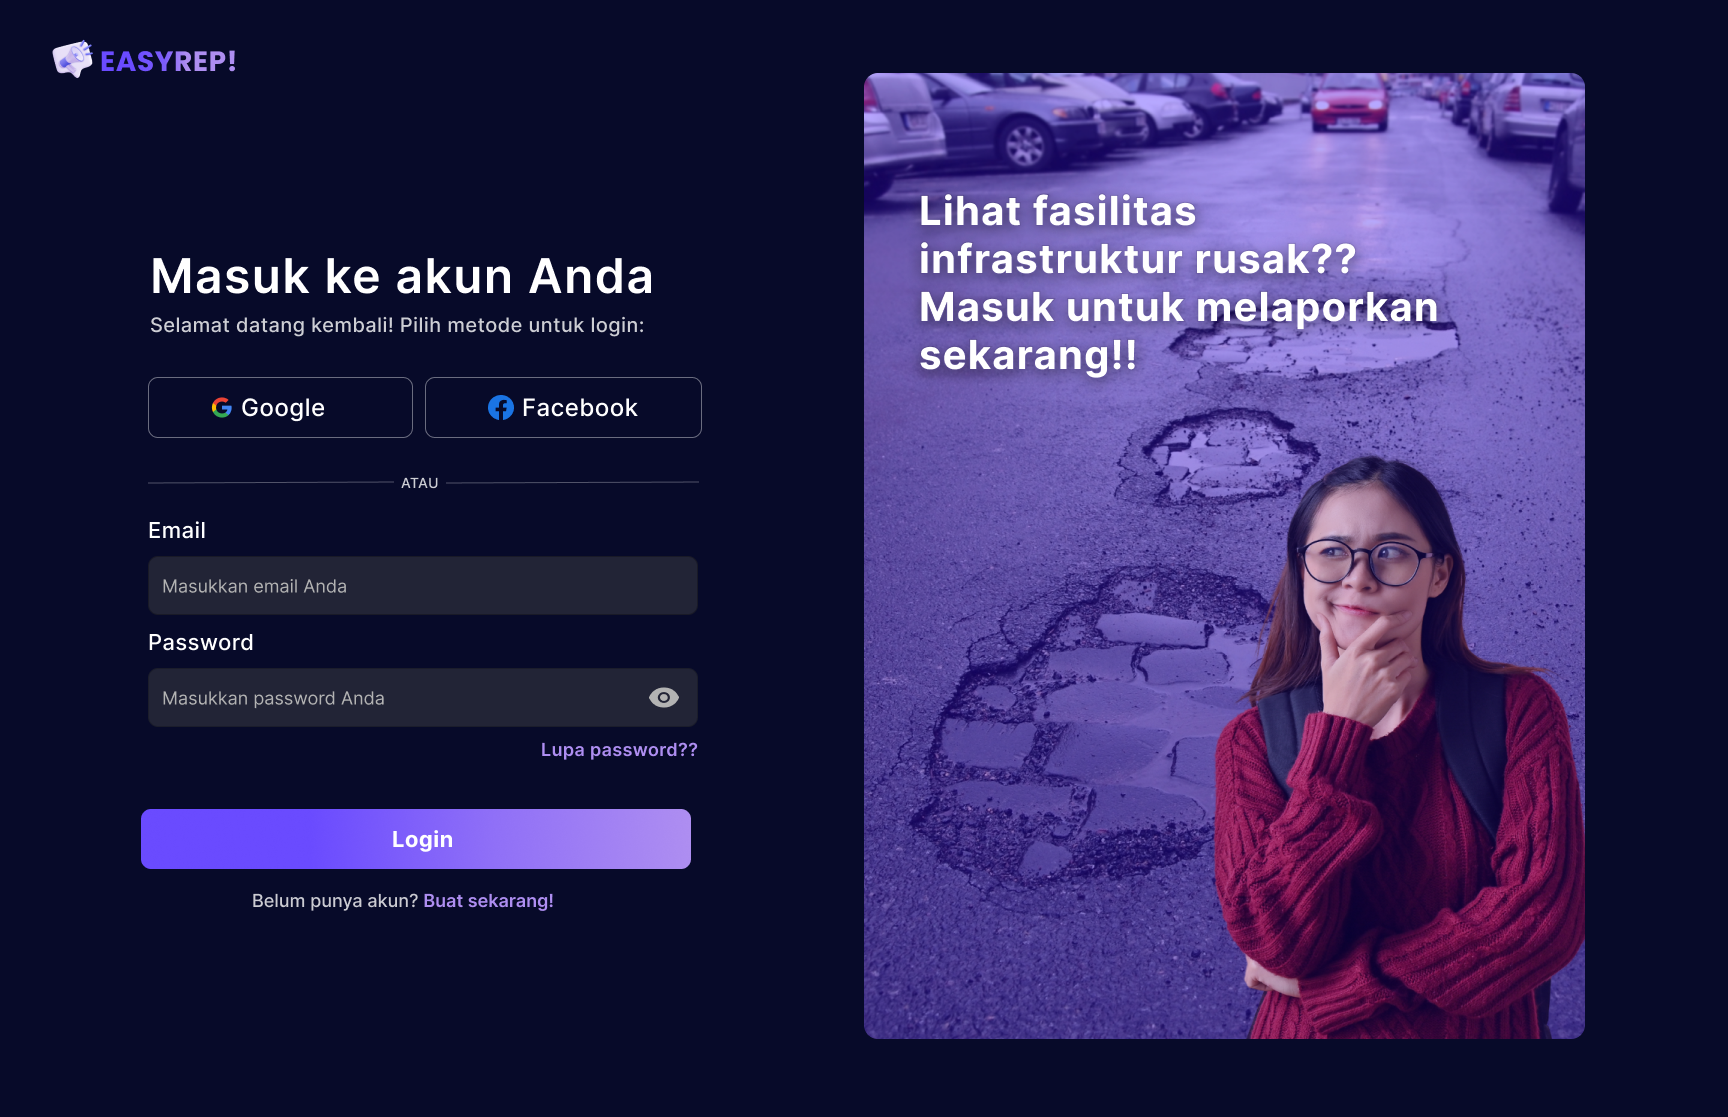 EASYREP!
Masuk ke akun Anda
Selamat datang kembali! Pilih metode untuk login:
Google
Facebook
ATAU
Email
Masukkan email Anda
Password
Masukkan password Anda
Lupa password??
Login
Belum punya akun? Buat sekarang!
Lihat fasilitas
infrastruktur rusak??
Masuk untuk melaporkan
sekarang!!